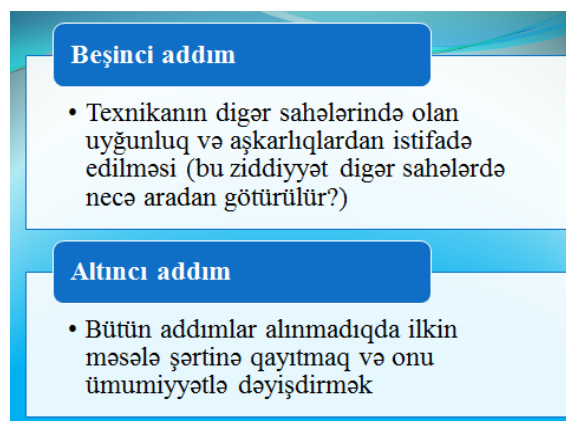 Beşinci addım
• Texnikanın digər sahələrində olan
uyğunluq və aşkarlıqlardan istifadə
edilməsi (bu ziddiyyət digər sahələrdə
necə aradan götürülür?)
Altıncı addım
• Bütün addımlar alınmadıqda ilkin
məsələ şərtinə qayıtmaq və onu
ümumiyyətlə dəyişdirmək